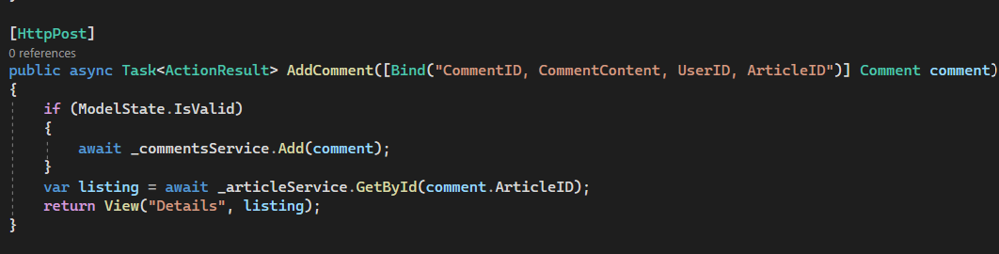 [HttpPost]
0 references
public async Task<ActionResult> AddComment([Bind("CommentID, CommentContent, UserID, ArticleID")] Comment comment)
{
if (ModelState.IsValid)
{
await _commentsService.Add(comment);
}
var listing = await _articleService.GetById(comment.ArticleID);
return View("Details", listing);
}